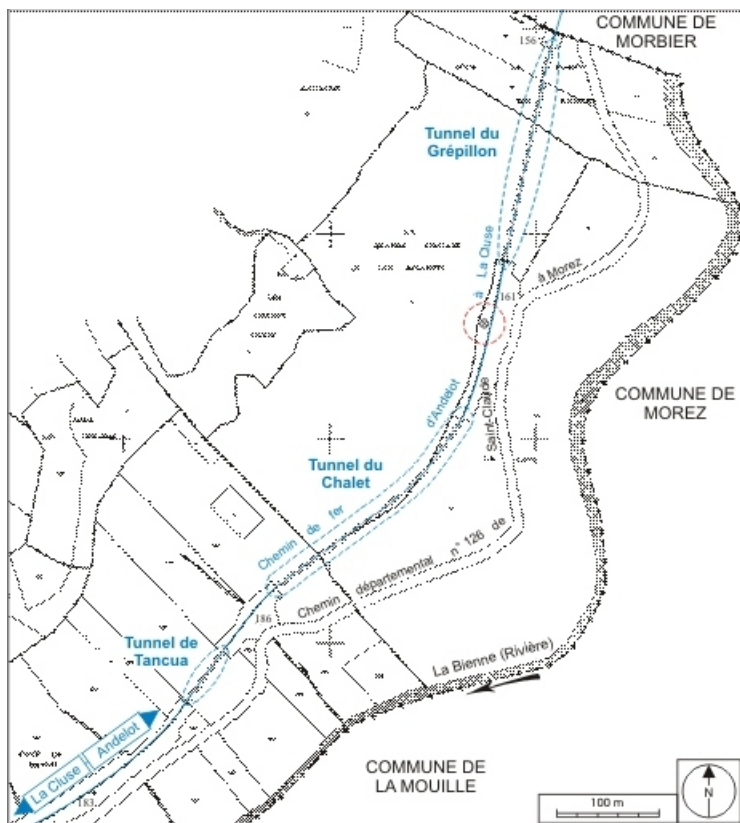 COMMUNE DE
MORBIER
156
Tunnel du
Grépillon
à La Cluse
à Morez
161
COMMUNE DE
MOREZ
d'Andelot
Saint-Claude
Tunnel du
Chalet
Chemin de fer
Chemin départemental n° 126 de
186
Tunnel de
Tancua
La Bienne (Rivière)
La Cluse
Andelot
183
COMMUNE DE
LA MOUILLE
100 m
N